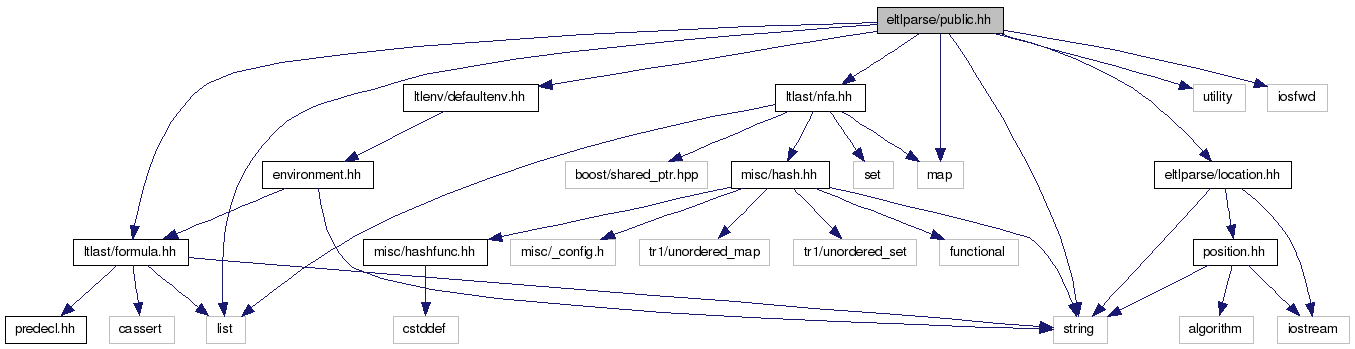 eltlparse/public.hh
ltlenv/defaultenv.hh
ltlast/nfa.hh
utility
iosfwd
environment.hh
boost/shared_ptr.hpp
misc/hash.hh
set
map
eltlparse/location.hh
ltlast/formula.hh
misc/hashfunc.hh
misc/_config.h
tr1/unordered_map
tr1/unordered_set
functional
position.hh
predecl.hh
cassert
list
cstddef
string
algorithm
iostream